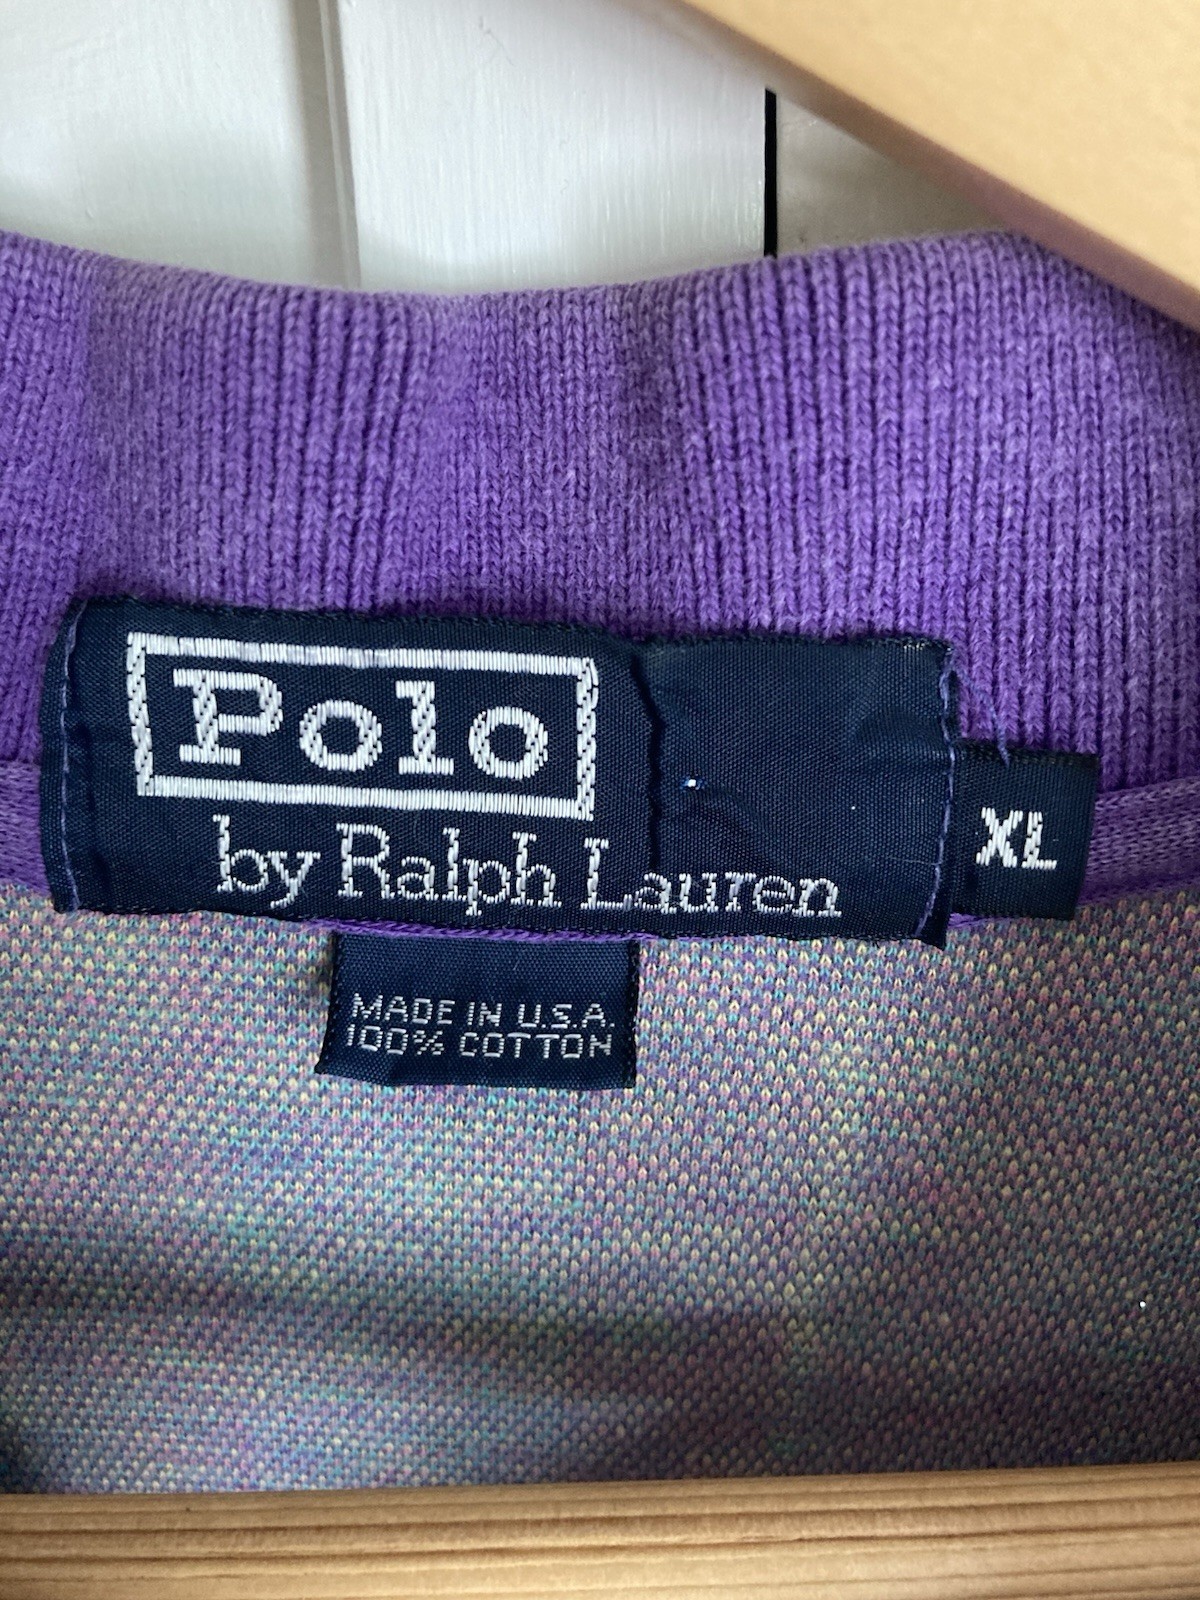 Polo
by Ralph Lauren
XL
MADE IN U.S.A.
100% COTTON